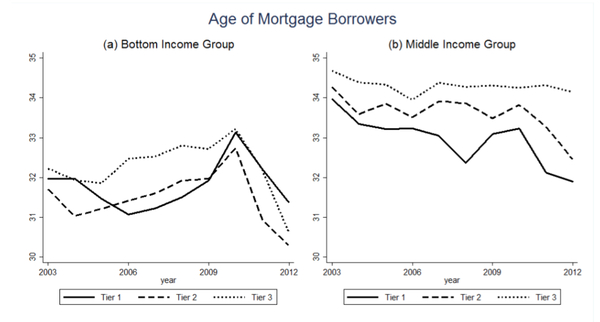 Age of Mortgage Borrowers
(a) Bottom Income Group
35
34
33
32
31
30
2003
2006
2009
2012
year
Tier 1
Tier 2
Tier 3
(b) Middle Income Group
35
34
33
32
31
30
2003
2006
2009
2012
year
Tier 1
Tier 2
Tier 3